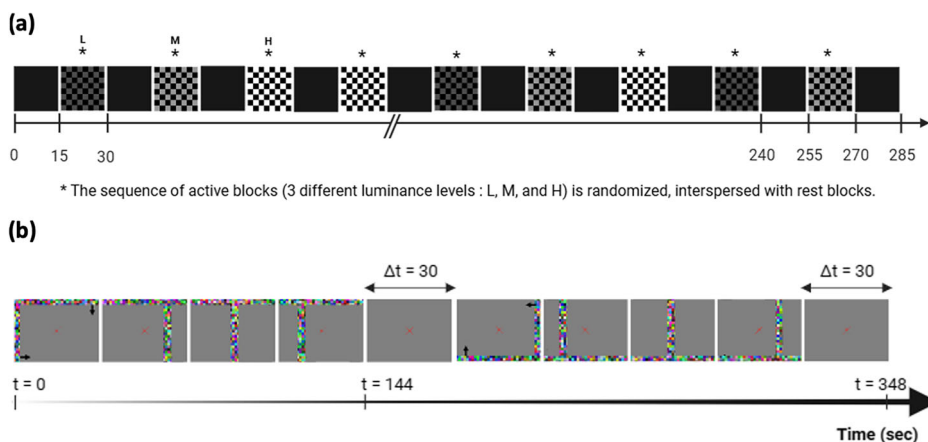 (a)
L M H
* * * * * * * * *
0 15 30 240 255 270 285
* The sequence of active blocks (3 different luminance levels : L, M, and H) is randomized, interspersed with rest blocks.
(b)
Δt = 30 Δt = 30
t = 0 t = 144 t = 348
Time (sec)